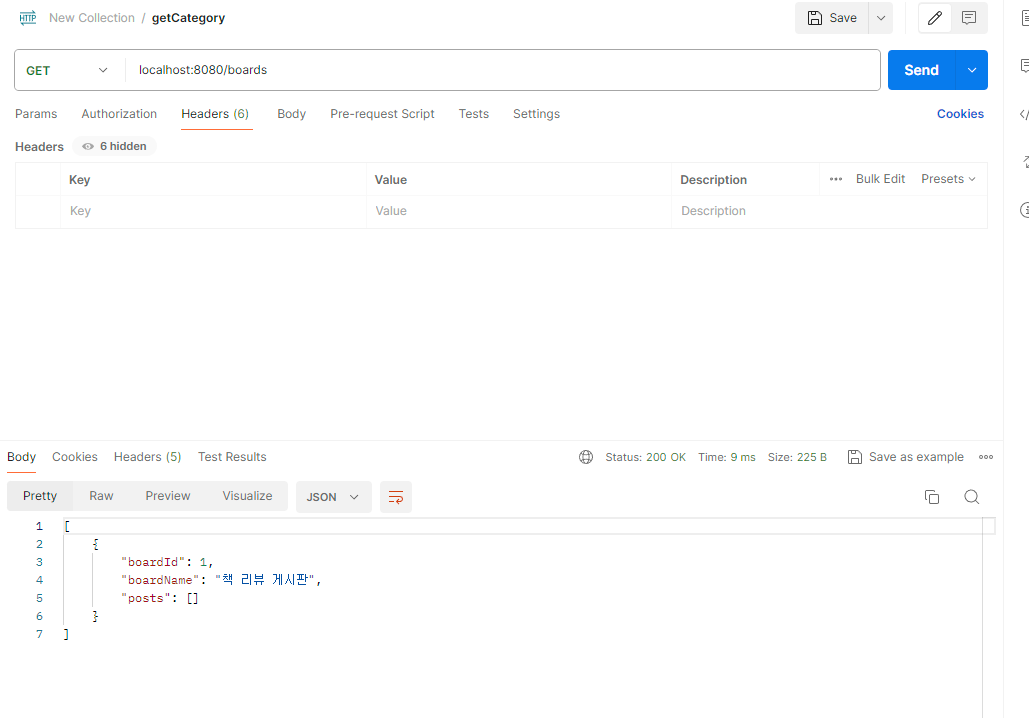 HTTP New Collection / getCategory Save
GET localhost:8080/boards Send
Params Authorization Headers (6) Body Pre-request Script Tests Settings Cookies
Headers 6 hidden
Key Value Description ••• Bulk Edit Presets
Key Value Description
Body Cookies Headers (5) Test Results Status: 200 OK Time: 9 ms Size: 225 B Save as example
Pretty Raw Preview Visualize JSON
1 [
2 {
3 "boardId": 1,
4 "boardName": "책 리뷰 게시판",
5 "posts": []
6 }
7 ]